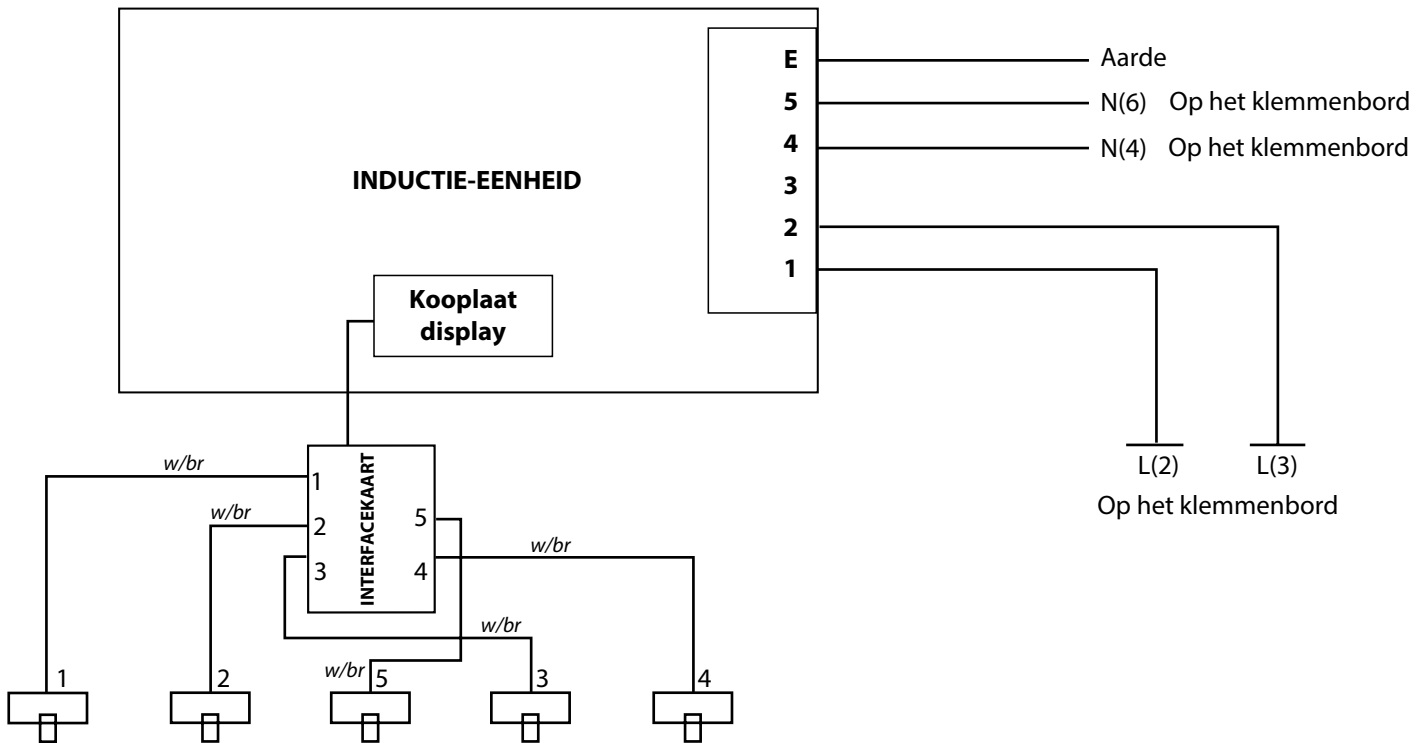 E
Aarde
5
N(6) Op het klemmenbord
4
N(4) Op het klemmenbord
INDUCTIE-EENHEID
3
2
1
Kooplaat
display
L(2)
L(3)
Op het klemmenbord
w/br
1
w/br
2
3
INTERFACEKAART
5
4
w/br
w/br
w/br
1
2
5
3
4